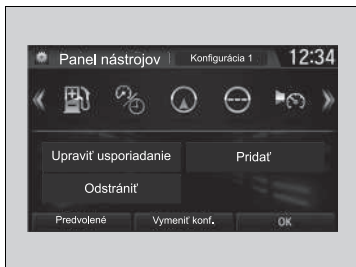 Panel nástrojov Konfigurácia 1 12:34
Upraviť usporiadanie Pridať
Odstrániť
Predvolené Vymeniť konf. OK